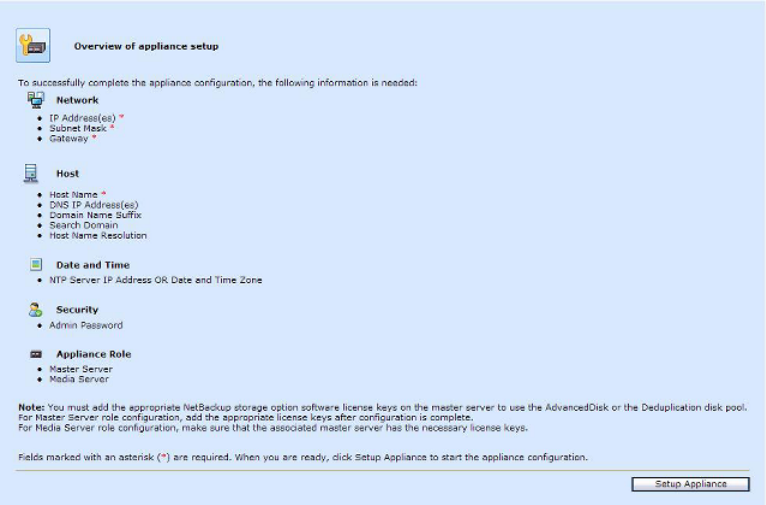 Overview of appliance setup
To successfully complete the appliance configuration, the following information is needed:
Network
• IP Address(es) *
• Subnet Mask *
• Gateway *
Host
• Host Name *
• DNS IP Address(es)
• Domain Name Suffix
• Search Domain
• Host Name Resolution
Date and Time
• NTP Server IP Address OR Date and Time Zone
Security
• Admin Password
Appliance Role
• Master Server
• Media Server
Note: You must add the appropriate NetBackup storage option software license keys on the master server to use the AdvancedDisk or the Deduplication disk pool.
For Master Server role configuration, add the appropriate license keys after configuration is complete.
For Media Server role configuration, make sure that the associated master server has the necessary license keys.
Fields marked with an asterisk (*) are required. When you are ready, click Setup Appliance to start the appliance configuration.
Setup Appliance